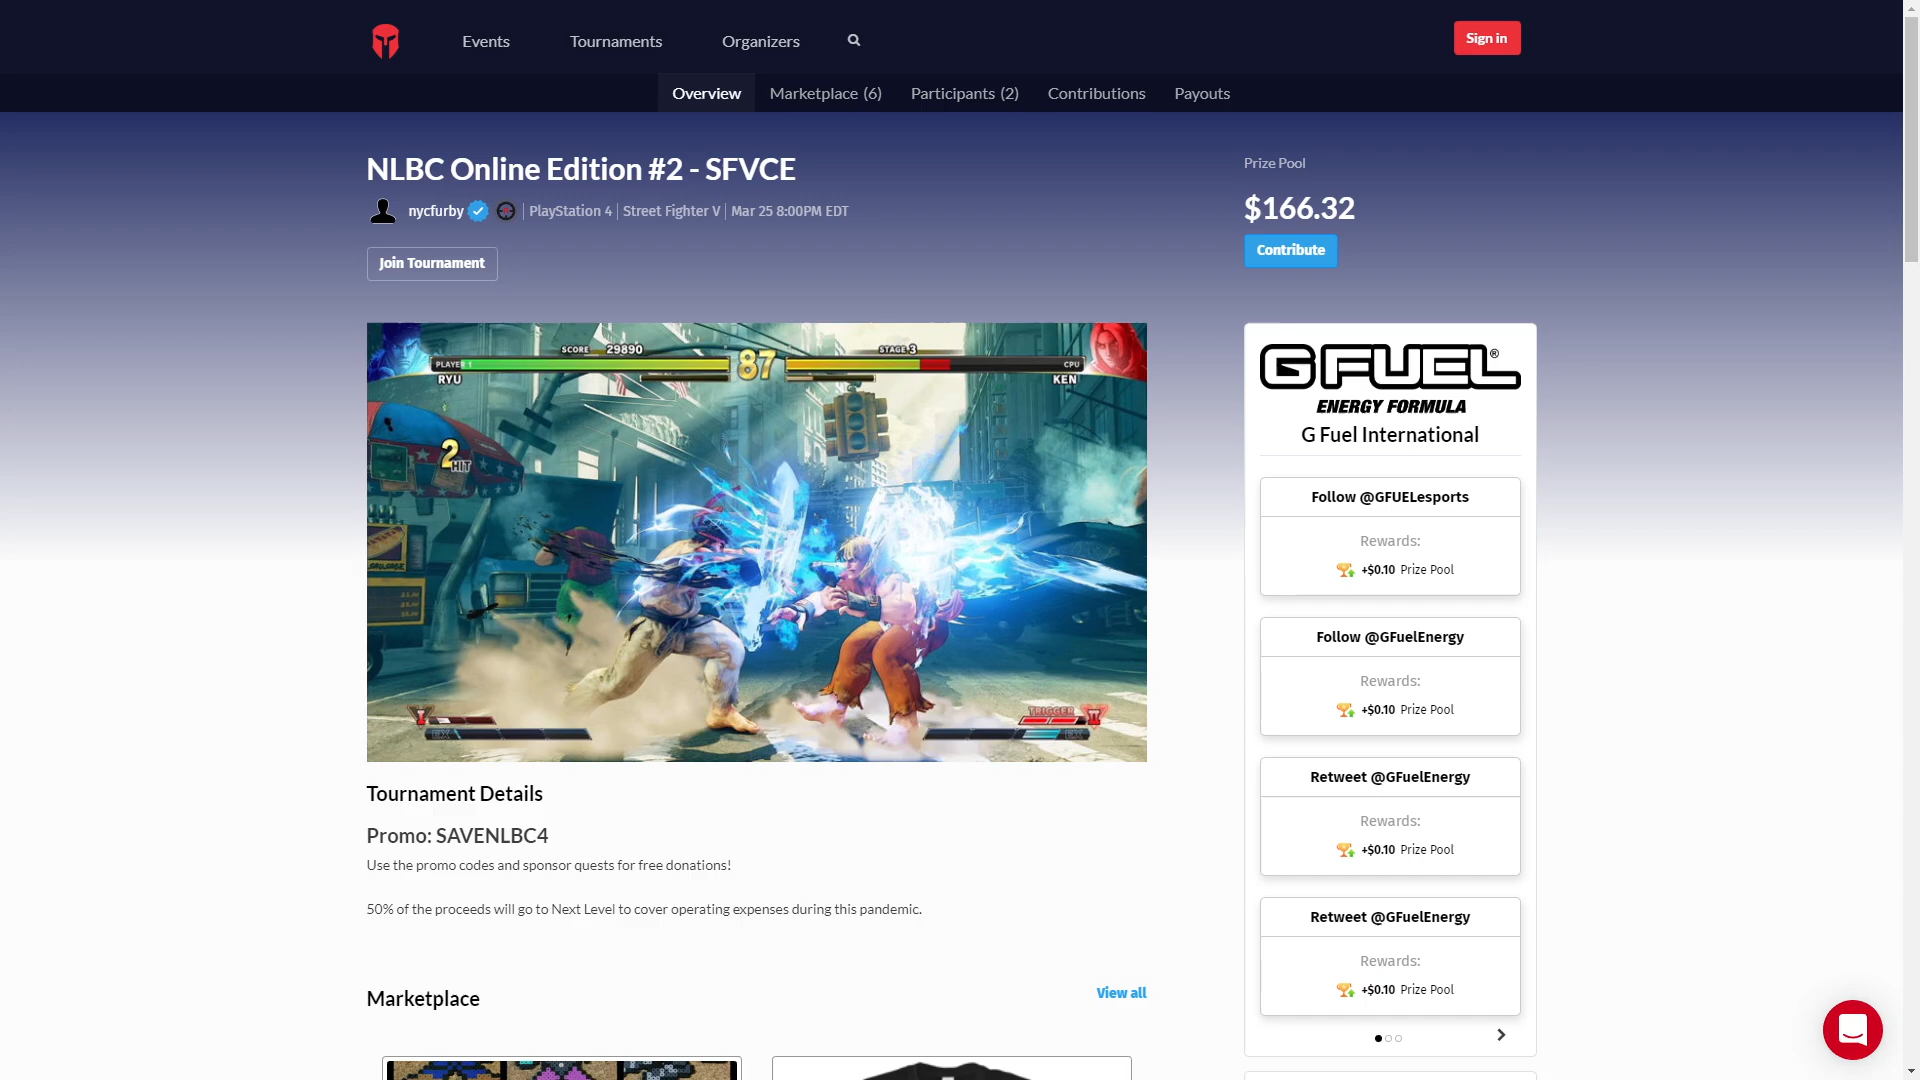 Events
Tournaments
Organizers
Sign in
Overview
Marketplace (6)
Participants (2)
Contributions
Payouts
NLBC Online Edition #2 - SFVCE
nycfurby
PlayStation 4
Street Fighter V
Mar 25 8:00PM EDT
Join Tournament
Prize Pool
$166.32
Contribute
SCORE 29890
STAGE 3
PLAYER 1
87
CPU
RYU
KEN
2 HIT
TRIGGER
EX
EX
G FUEL®
ENERGY FORMULA
G Fuel International
Follow @GFUELesports
Rewards:
+$0.10 Prize Pool
Follow @GFuelEnergy
Rewards:
+$0.10 Prize Pool
Retweet @GFuelEnergy
Rewards:
+$0.10 Prize Pool
Retweet @GFuelEnergy
Rewards:
+$0.10 Prize Pool
Tournament Details
Promo: SAVENLBC4
Use the promo codes and sponsor quests for free donations!
50% of the proceeds will go to Next Level to cover operating expenses during this pandemic.
Marketplace
View all